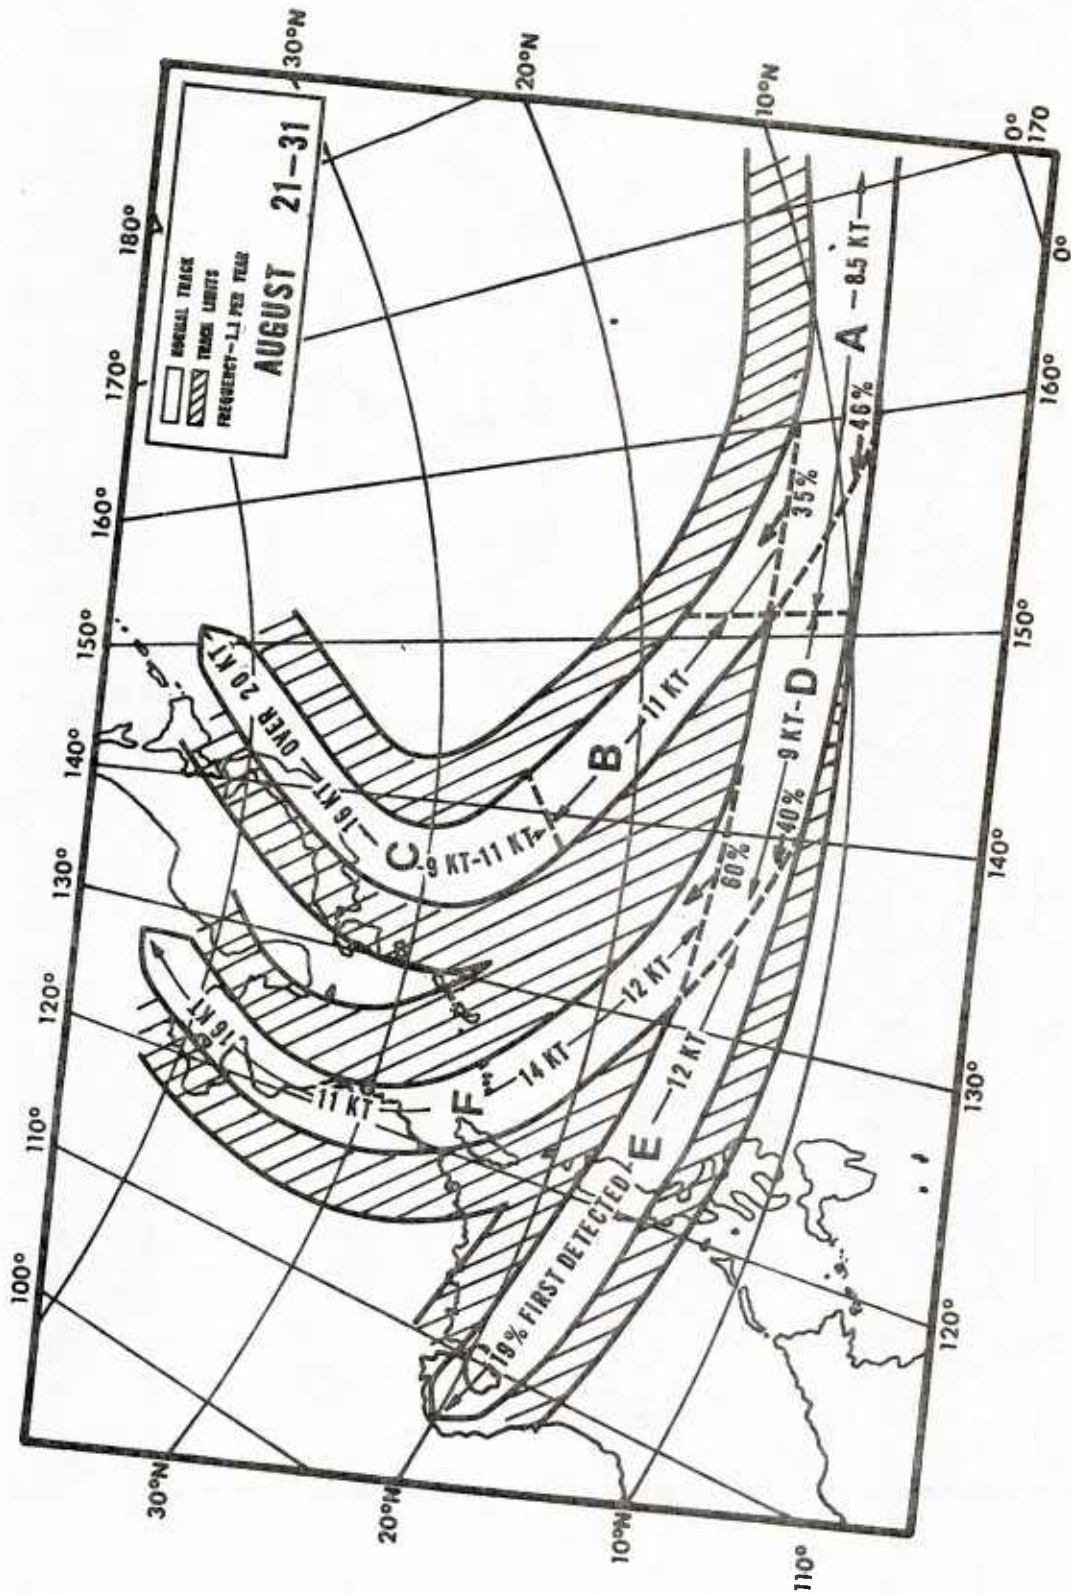 NORMAL TRACK
TRACK LIMITS
FREQUENCY-1.1 PER YEAR
AUGUST 21-31
100°
110°
120°
130°
140°
150°
160°
170°
180°
30°N
20°N
10°N
0°
170
0°
160°
150°
140°
130°
120°
110°
10°N
20°N
30°N
OVER 20 KT
16 KT
C
9 KT-11 KT
B
11 KT
35%
46%
A
8.5 KT
D
9 KT
40%
60%
12 KT
14 KT
F
11 KT
16 KT
12 KT
E
19% FIRST DETECTED